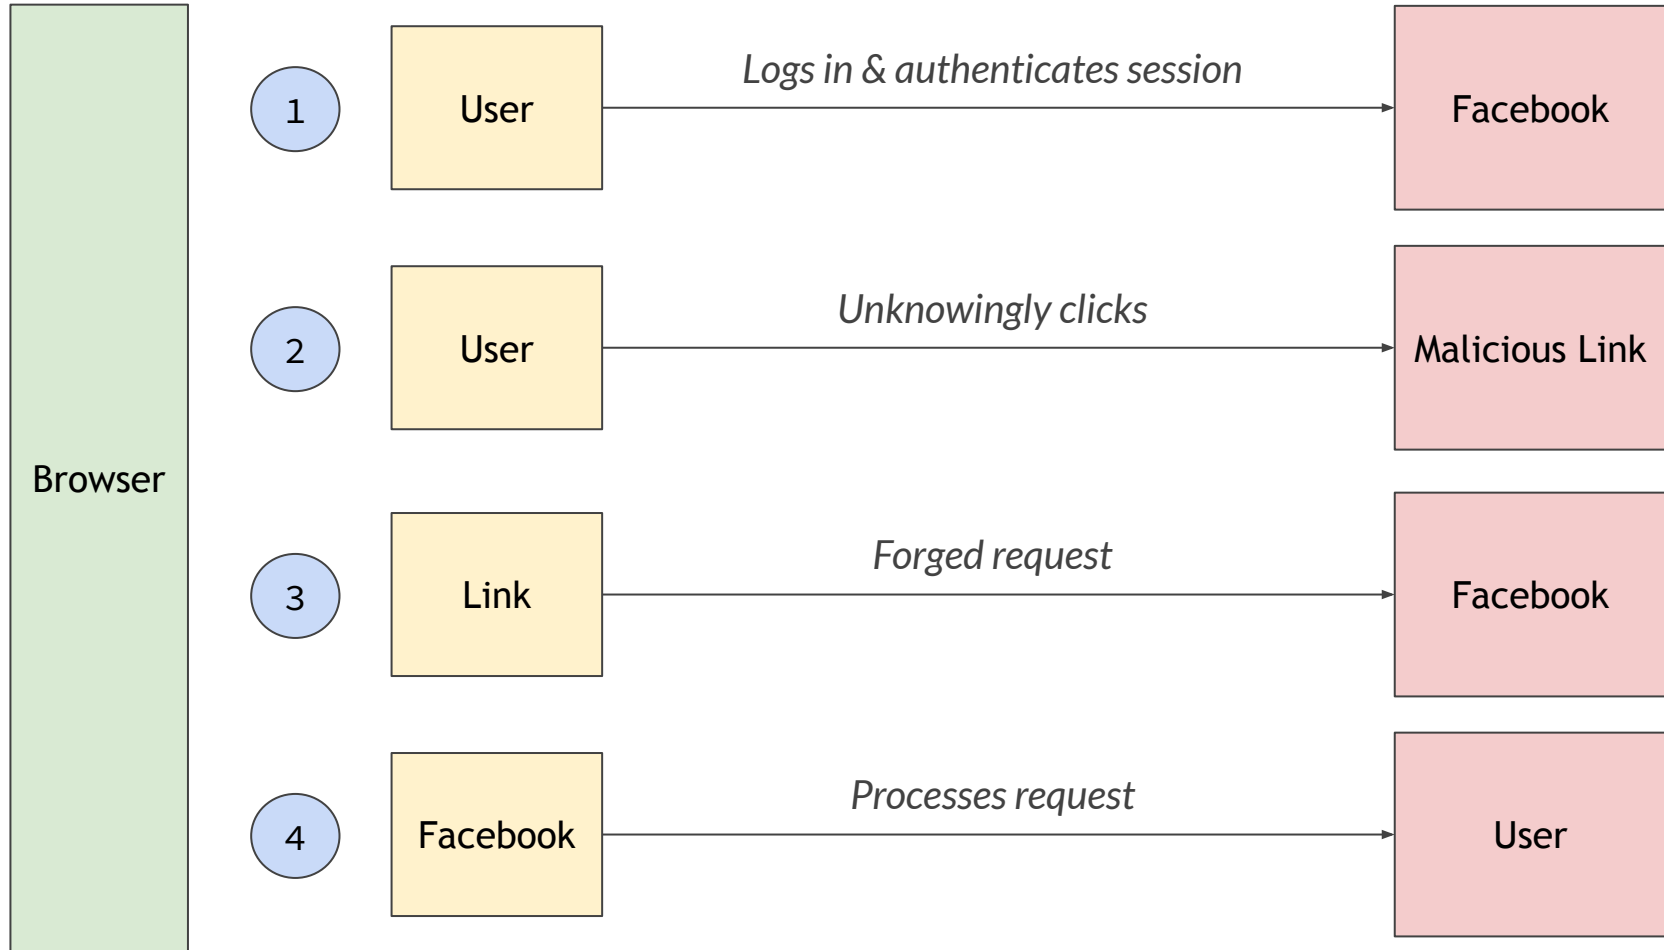 Browser
1
User
Logs in & authenticates session
Facebook
2
User
Unknowingly clicks
Malicious Link
3
Link
Forged request
Facebook
4
Facebook
Processes request
User